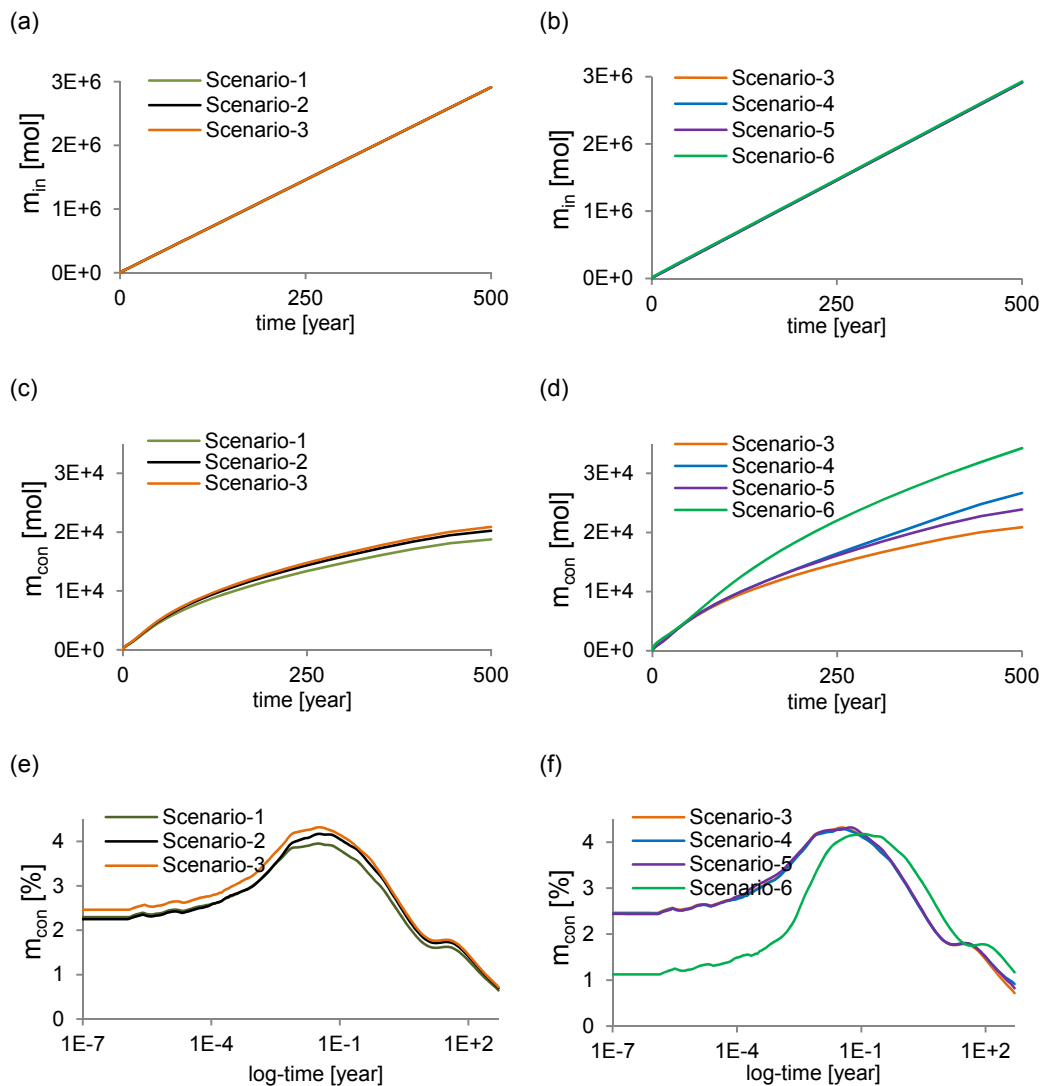 (a)
3E+6
2E+6
1E+6
0E+0
m_in [mol]
Scenario-1
Scenario-2
Scenario-3
0
250
500
time [year]
(b)
3E+6
2E+6
1E+6
0E+0
m_in [mol]
Scenario-3
Scenario-4
Scenario-5
Scenario-6
0
250
500
time [year]
(c)
3E+4
2E+4
1E+4
0E+0
m_con [mol]
Scenario-1
Scenario-2
Scenario-3
0
250
500
time [year]
(d)
3E+4
2E+4
1E+4
0E+0
m_con [mol]
Scenario-3
Scenario-4
Scenario-5
Scenario-6
0
250
500
time [year]
(e)
4
3
2
1
0
m_con [%]
Scenario-1
Scenario-2
Scenario-3
1E-7
1E-4
1E-1
1E+2
log-time [year]
(f)
4
3
2
1
0
m_con [%]
Scenario-3
Scenario-4
Scenario-5
Scenario-6
1E-7
1E-4
1E-1
1E+2
log-time [year]